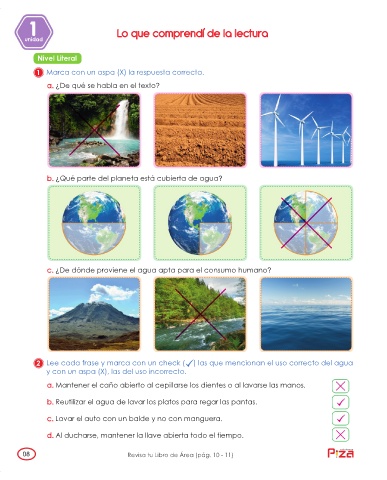 1
unidad
Lo que comprendí de la lectura
Nivel Literal
1 Marca con un aspa (X) la respuesta correcta.
a. ¿De qué se habla en el texto?
b. ¿Qué parte del planeta está cubierta de agua?
c. ¿De dónde proviene el agua apta para el consumo humano?
2 Lee cada frase y marca con un check (✓) las que mencionan el uso correcto del agua
y con un aspa (X), las del uso incorrecto.
a. Mantener el caño abierto al cepillarse los dientes o al lavarse las manos.
b. Reutilizar el agua de lavar los platos para regar las plantas.
c. Lavar el auto con un balde y no con manguera.
d. Al ducharse, mantener la llave abierta todo el tiempo.
08
Revisa tu Libro de Área (pág. 10 - 11)
Pizá